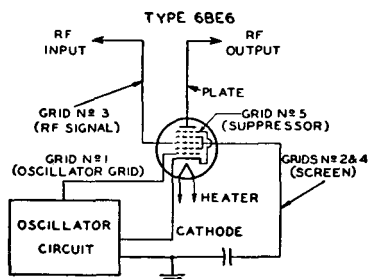 TYPE 6BE6
RF
INPUT
RF
OUTPUT
PLATE
GRID Nº 3
(RF SIGNAL)
GRID Nº 5
(SUPPRESSOR)
GRID Nº 1
(OSCILLATOR GRID)
GRIDS Nº 2&4
(SCREEN)
HEATER
CATHODE
OSCILLATOR
CIRCUIT